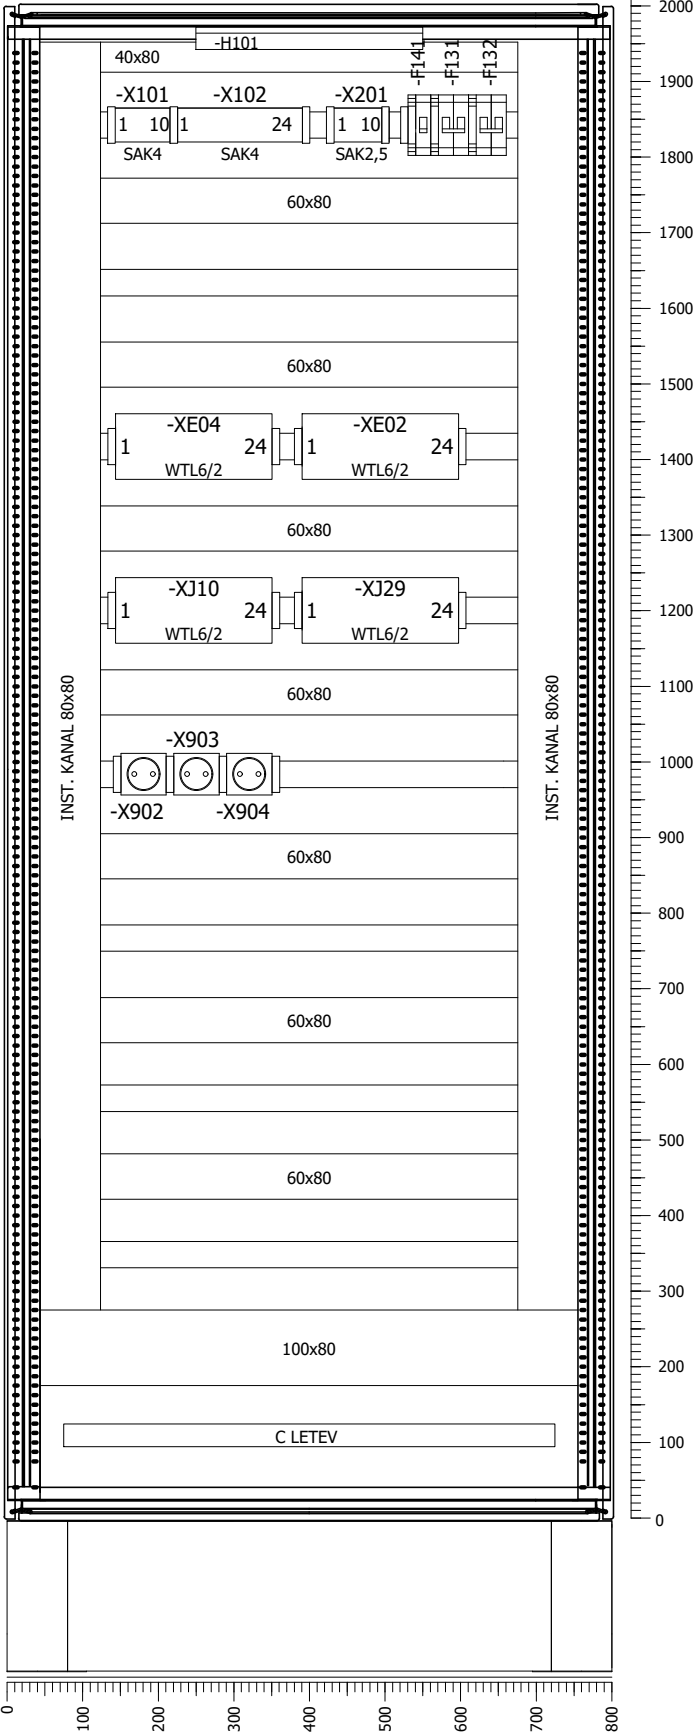 2000
-H101
-F141
-F131
-F132
40x80
1900
-X101
-X102
-X201
1 10
1 24
1 10
SAK4
SAK4
SAK2,5
1800
60x80
1700
1600
60x80
1500
-XE04
-XE02
1 24
1 24
WTL6/2
WTL6/2
1400
60x80
1300
-XJ10
-XJ29
1 24
1 24
WTL6/2
WTL6/2
1200
60x80
1100
INST. KANAL 80x80
INST. KANAL 80x80
-X903
1000
-X902
-X904
900
60x80
800
700
60x80
600
500
60x80
400
300
100x80
200
C LETEV
100
0
0
100
200
300
400
500
600
700
800